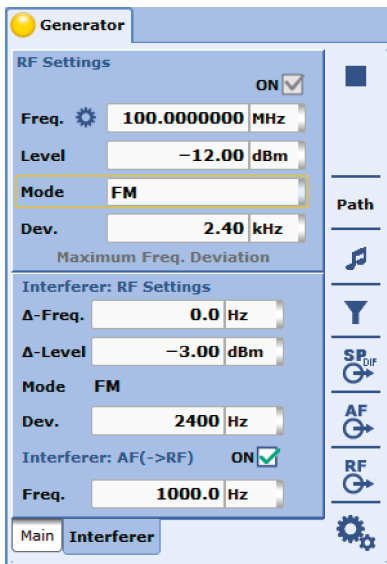 Generator
RF Settings
ON
Freq. 100.0000000 MHz
Level −12.00 dBm
Mode FM
Dev. 2.40 kHz
Maximum Freq. Deviation
Interferer: RF Settings
Δ-Freq. 0.0 Hz
Δ-Level −3.00 dBm
Mode FM
Dev. 2400 Hz
Interferer: AF(->RF) ON
Freq. 1000.0 Hz
Main Interferer
Path
SPDIF
AF
RF